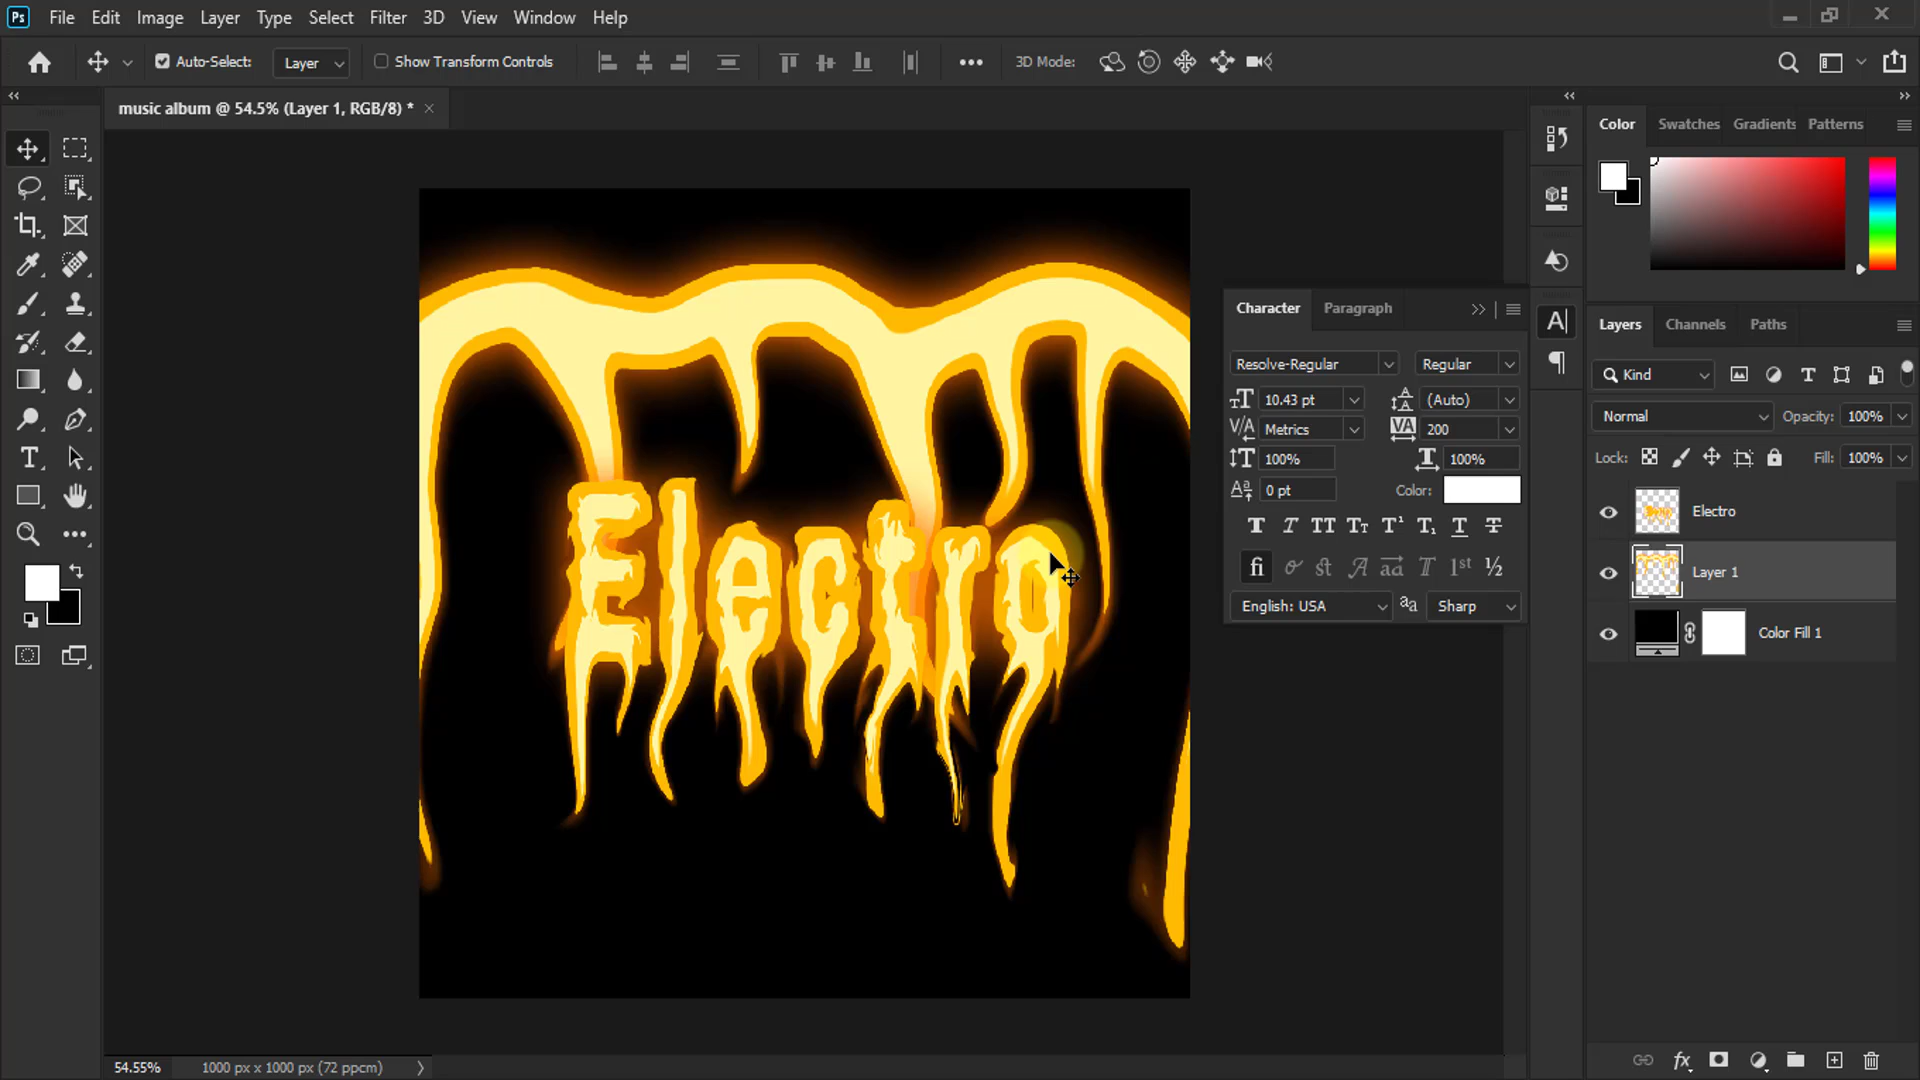 Ps File Edit Image Layer Type Select Filter 3D View Window Help
Auto-Select: Layer Show Transform Controls 3D Mode:
music album @ 54.5% (Layer 1, RGB/8) *
Color Swatches Gradients Patterns
Character Paragraph
Resolve-Regular Regular
10.43 pt (Auto)
Metrics 200
100% 100%
0 pt Color:
English: USA Sharp
Layers Channels Paths
Kind
Normal Opacity: 100%
Lock: Fill: 100%
Electro
Layer 1
Color Fill 1
Electro
54.55% 1000 px x 1000 px (72 ppcm)